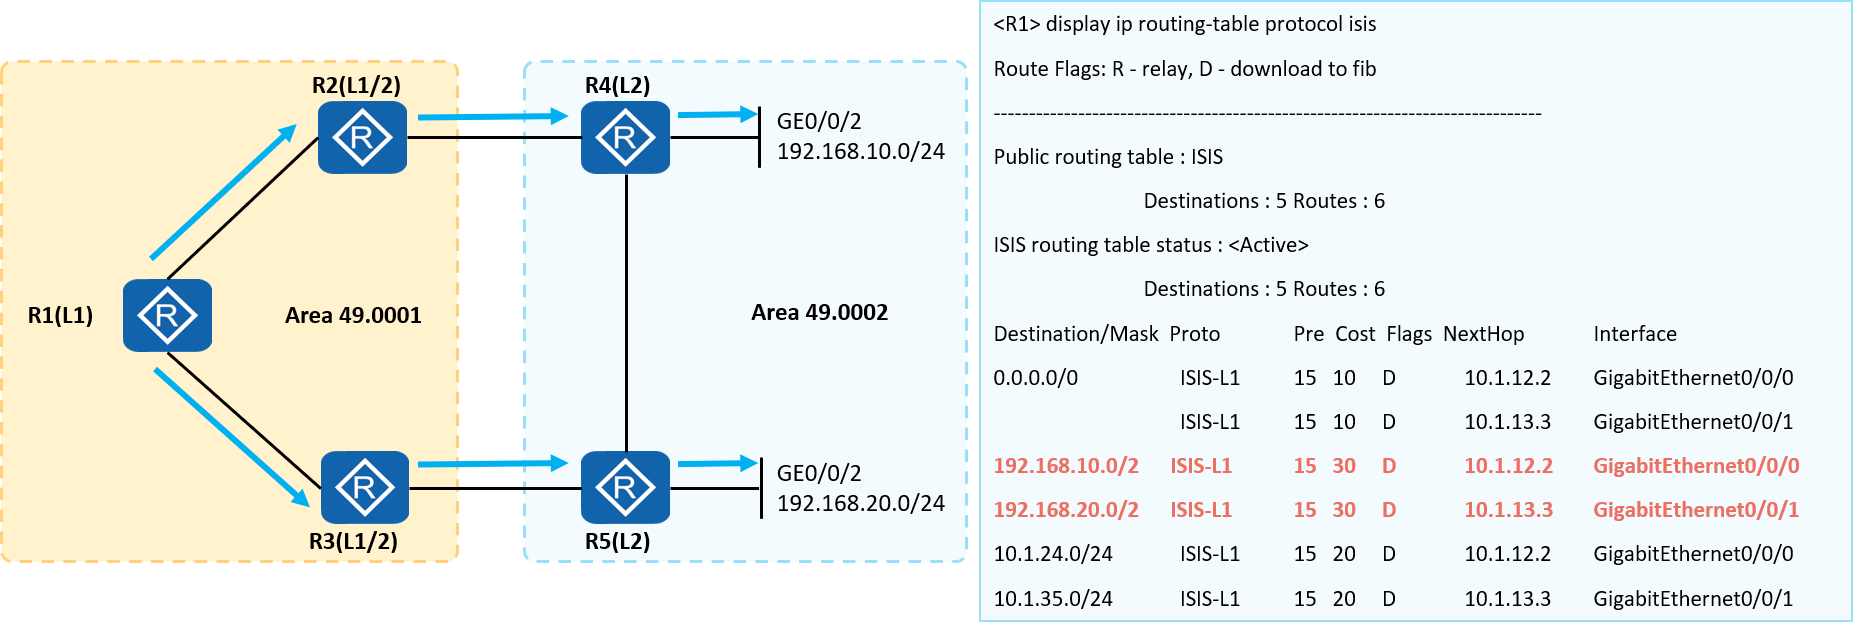 R2(L1/2)
R4(L2)
R
R
GE0/0/2
192.168.10.0/24
R1(L1)
R
Area 49.0001
Area 49.0002
R
R
GE0/0/2
192.168.20.0/24
R3(L1/2)
R5(L2)
<R1> display ip routing-table protocol isis
Route Flags: R - relay, D - download to fib
------------------------------------------------------------------------------
Public routing table : ISIS
Destinations : 5 Routes : 6
ISIS routing table status : <Active>
Destinations : 5 Routes : 6
Destination/Mask Proto Pre Cost Flags NextHop Interface
0.0.0.0/0 ISIS-L1 15 10 D 10.1.12.2 GigabitEthernet0/0/0
ISIS-L1 15 10 D 10.1.13.3 GigabitEthernet0/0/1
192.168.10.0/2 ISIS-L1 15 30 D 10.1.12.2 GigabitEthernet0/0/0
192.168.20.0/2 ISIS-L1 15 30 D 10.1.13.3 GigabitEthernet0/0/1
10.1.24.0/24 ISIS-L1 15 20 D 10.1.12.2 GigabitEthernet0/0/0
10.1.35.0/24 ISIS-L1 15 20 D 10.1.13.3 GigabitEthernet0/0/1